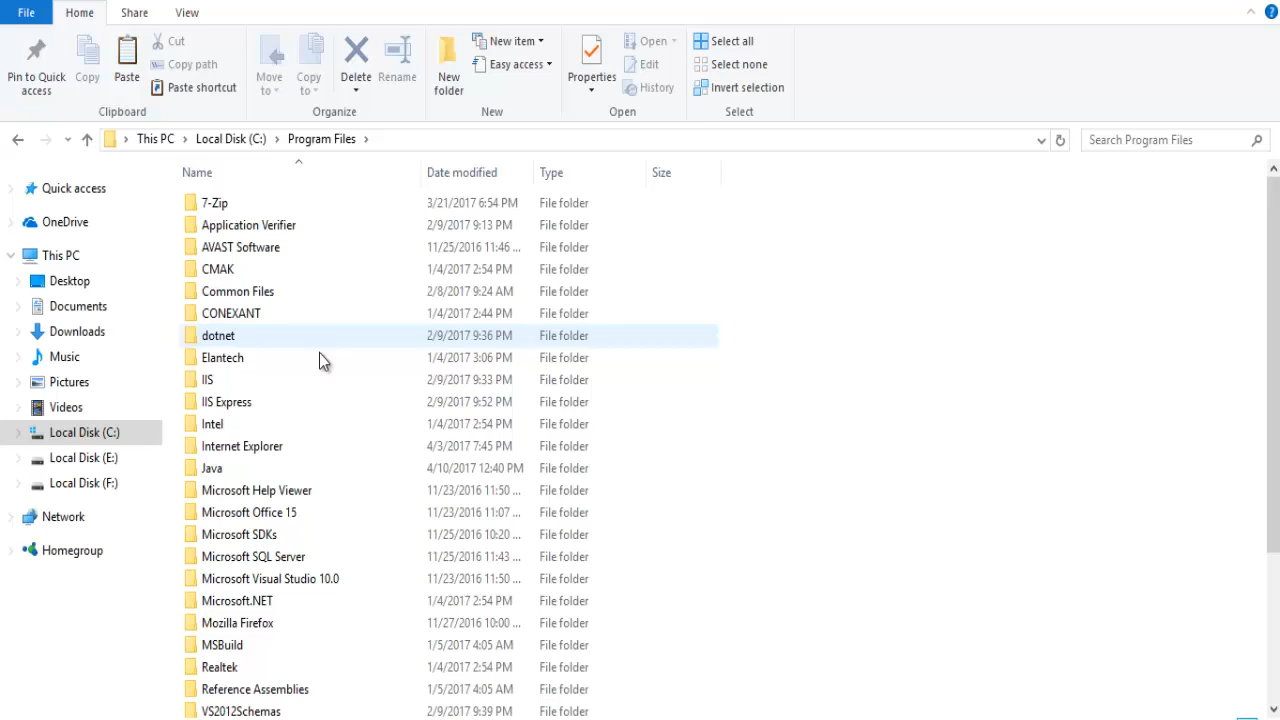 File Home Share View
Pin to Quick access
Copy
Paste
Cut
Copy path
Paste shortcut
Clipboard
Move to
Copy to
Delete
Rename
Organize
New folder
New item
Easy access
New
Properties
Open
Edit
History
Open
Select all
Select none
Invert selection
Select
This PC Local Disk (C:) Program Files
Search Program Files
Quick access
OneDrive
This PC
Desktop
Documents
Downloads
Music
Pictures
Videos
Local Disk (C:)
Local Disk (E:)
Local Disk (F:)
Network
Homegroup
Name Date modified Type Size
7-Zip 3/21/2017 6:54 PM File folder
Application Verifier 2/9/2017 9:13 PM File folder
AVAST Software 11/25/2016 11:46 ... File folder
CMAK 1/4/2017 2:54 PM File folder
Common Files 2/8/2017 9:24 AM File folder
CONEXANT 1/4/2017 2:44 PM File folder
dotnet 2/9/2017 9:36 PM File folder
Elantech 1/4/2017 3:06 PM File folder
IIS 2/9/2017 9:33 PM File folder
IIS Express 2/9/2017 9:52 PM File folder
Intel 1/4/2017 2:54 PM File folder
Internet Explorer 4/3/2017 7:45 PM File folder
Java 4/10/2017 12:40 PM File folder
Microsoft Help Viewer 11/23/2016 11:50 ... File folder
Microsoft Office 15 11/23/2016 11:07 ... File folder
Microsoft SDKs 11/25/2016 10:20 ... File folder
Microsoft SQL Server 11/25/2016 11:43 ... File folder
Microsoft Visual Studio 10.0 11/23/2016 11:50 ... File folder
Microsoft.NET 1/4/2017 2:54 PM File folder
Mozilla Firefox 11/27/2016 10:00 ... File folder
MSBuild 1/5/2017 4:05 AM File folder
Realtek 1/4/2017 2:54 PM File folder
Reference Assemblies 1/5/2017 4:05 AM File folder
VS2012Schemas 2/9/2017 9:39 PM File folder